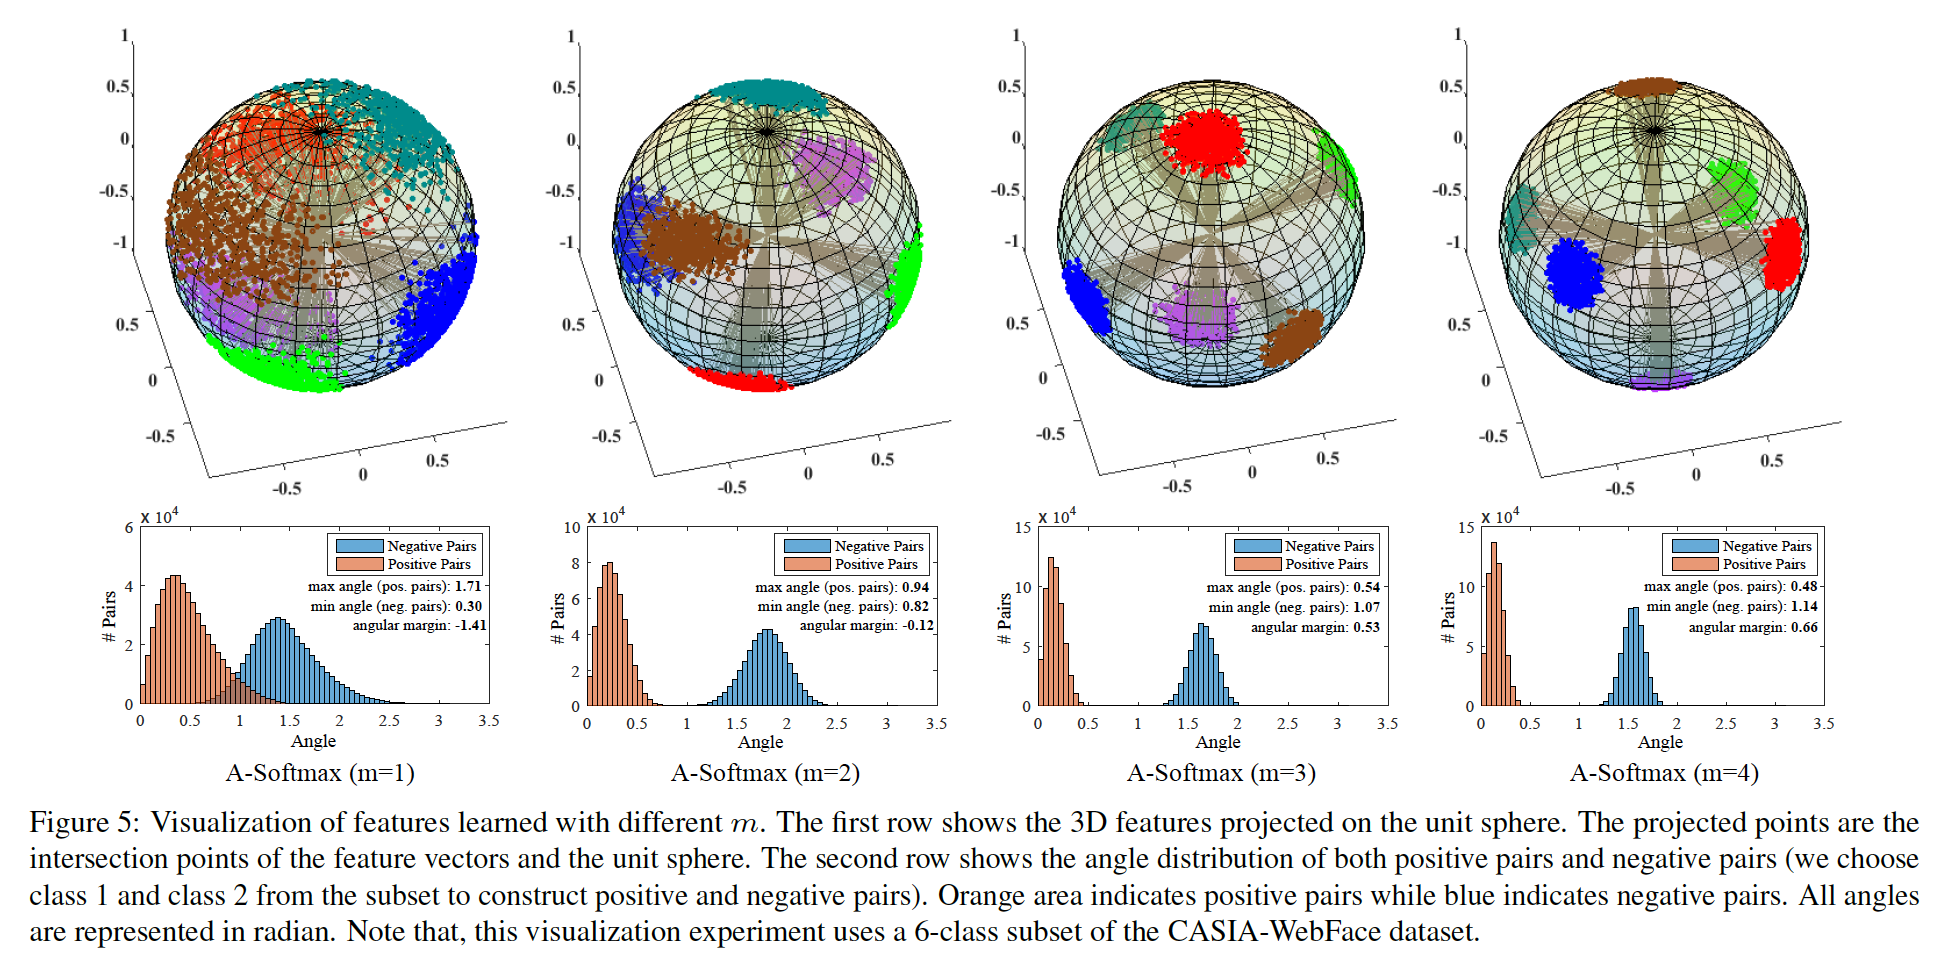 1
0.5
0
-0.5
-1
0.5
0
-0.5
-0.5
0
0.5
1
0.5
0
-0.5
-1
0.5
0
-0.5
-0.5
0
0.5
1
0.5
0
-0.5
-1
0.5
0
-0.5
-0.5
0
0.5
1
0.5
0
-0.5
-1
0.5
0
-0.5
-0.5
0
0.5
x 10^4
6
4
2
0
# Pairs
Negative Pairs
Positive Pairs
max angle (pos. pairs): 1.71
min angle (neg. pairs): 0.30
angular margin: -1.41
0 0.5 1 1.5 2 2.5 3 3.5
Angle
A-Softmax (m=1)
x 10^4
10
8
6
4
2
0
# Pairs
Negative Pairs
Positive Pairs
max angle (pos. pairs): 0.94
min angle (neg. pairs): 0.82
angular margin: -0.12
0 0.5 1 1.5 2 2.5 3 3.5
Angle
A-Softmax (m=2)
x 10^4
15
10
5
0
# Pairs
Negative Pairs
Positive Pairs
max angle (pos. pairs): 0.54
min angle (neg. pairs): 1.07
angular margin: 0.53
0 0.5 1 1.5 2 2.5 3 3.5
Angle
A-Softmax (m=3)
x 10^4
15
10
5
0
# Pairs
Negative Pairs
Positive Pairs
max angle (pos. pairs): 0.48
min angle (neg. pairs): 1.14
angular margin: 0.66
0 0.5 1 1.5 2 2.5 3 3.5
Angle
A-Softmax (m=4)
Figure 5: Visualization of features learned with different m. The first row shows the 3D features projected on the unit sphere. The projected points are the
intersection points of the feature vectors and the unit sphere. The second row shows the angle distribution of both positive pairs and negative pairs (we choose
class 1 and class 2 from the subset to construct positive and negative pairs). Orange area indicates positive pairs while blue indicates negative pairs. All angles
are represented in radian. Note that, this visualization experiment uses a 6-class subset of the CASIA-WebFace dataset.